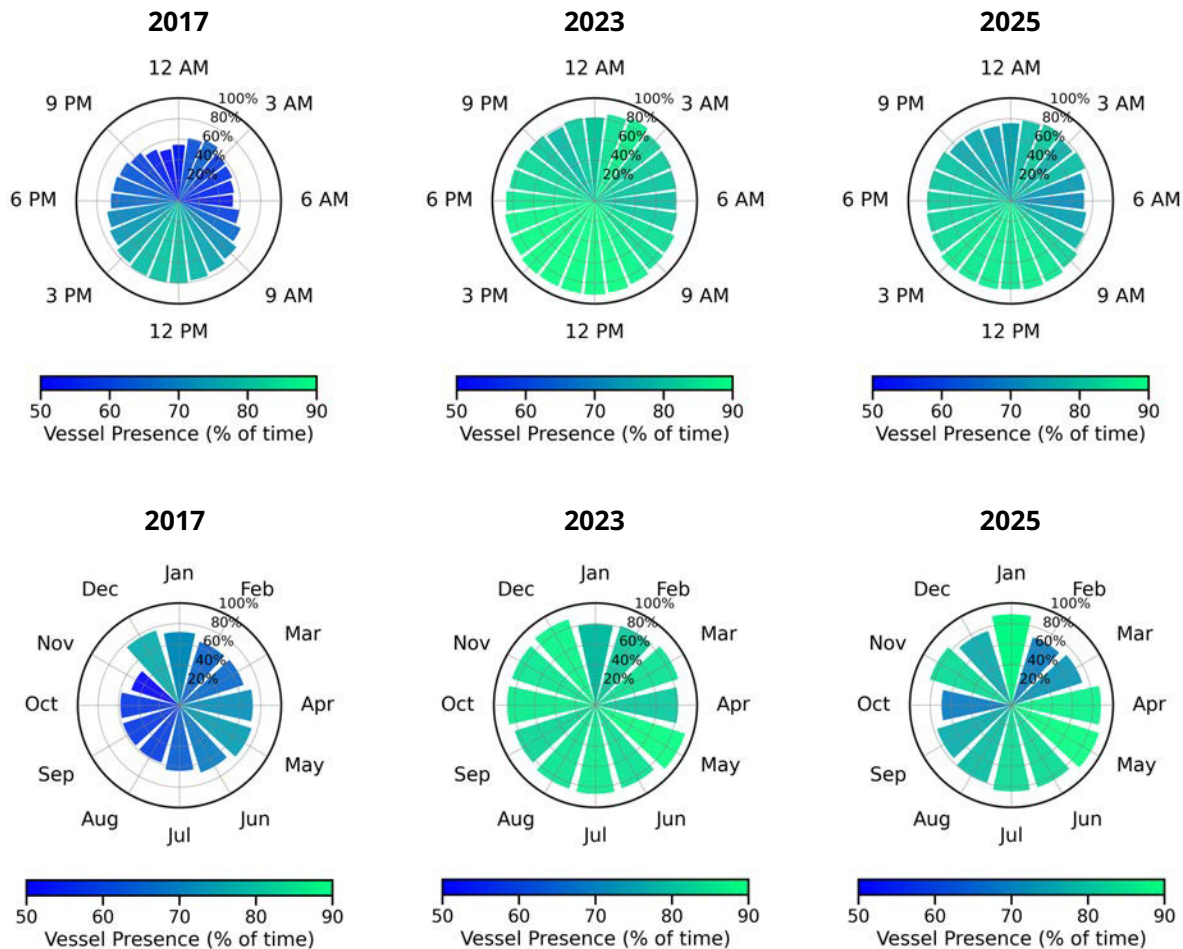 2017
12 AM
3 AM
6 AM
9 AM
12 PM
3 PM
6 PM
9 PM
20%
40%
60%
80%
100%
50 60 70 80 90
Vessel Presence (% of time)
2023
12 AM
3 AM
6 AM
9 AM
12 PM
3 PM
6 PM
9 PM
20%
40%
60%
80%
100%
50 60 70 80 90
Vessel Presence (% of time)
2025
12 AM
3 AM
6 AM
9 AM
12 PM
3 PM
6 PM
9 PM
20%
40%
60%
80%
100%
50 60 70 80 90
Vessel Presence (% of time)
2017
Jan
Feb
Mar
Apr
May
Jun
Jul
Aug
Sep
Oct
Nov
Dec
20%
40%
60%
80%
100%
50 60 70 80 90
Vessel Presence (% of time)
2023
Jan
Feb
Mar
Apr
May
Jun
Jul
Aug
Sep
Oct
Nov
Dec
20%
40%
60%
80%
100%
50 60 70 80 90
Vessel Presence (% of time)
2025
Jan
Feb
Mar
Apr
May
Jun
Jul
Aug
Sep
Oct
Nov
Dec
20%
40%
60%
80%
100%
50 60 70 80 90
Vessel Presence (% of time)